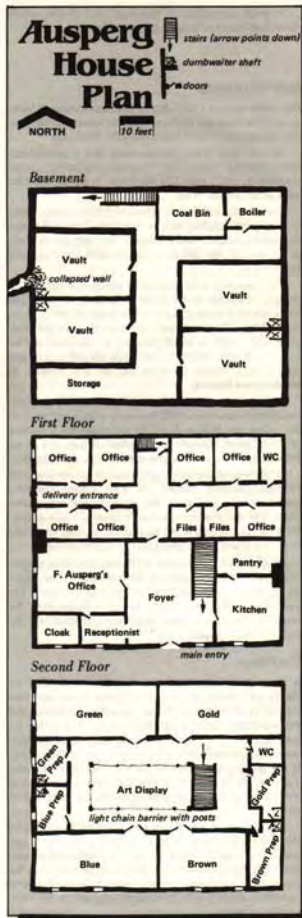 Ausperg
House
Plan
stairs (arrow points down)
dumbwaiter shaft
doors
NORTH
10 feet
Basement
Coal Bin
Boiler
Vault
collapsed wall
Vault
Vault
Vault
Storage
First Floor
Office
Office
Office
Office
WC
delivery entrance
Office
Office
Files
Files
Office
F. Ausperg's
Office
Foyer
Pantry
Kitchen
Cloak
Receptionist
main entry
Second Floor
Green
Gold
Green Prep
WC
Blue Prep
Art Display
Gold Prep
light chain barrier with posts
Brown Prep
Blue
Brown